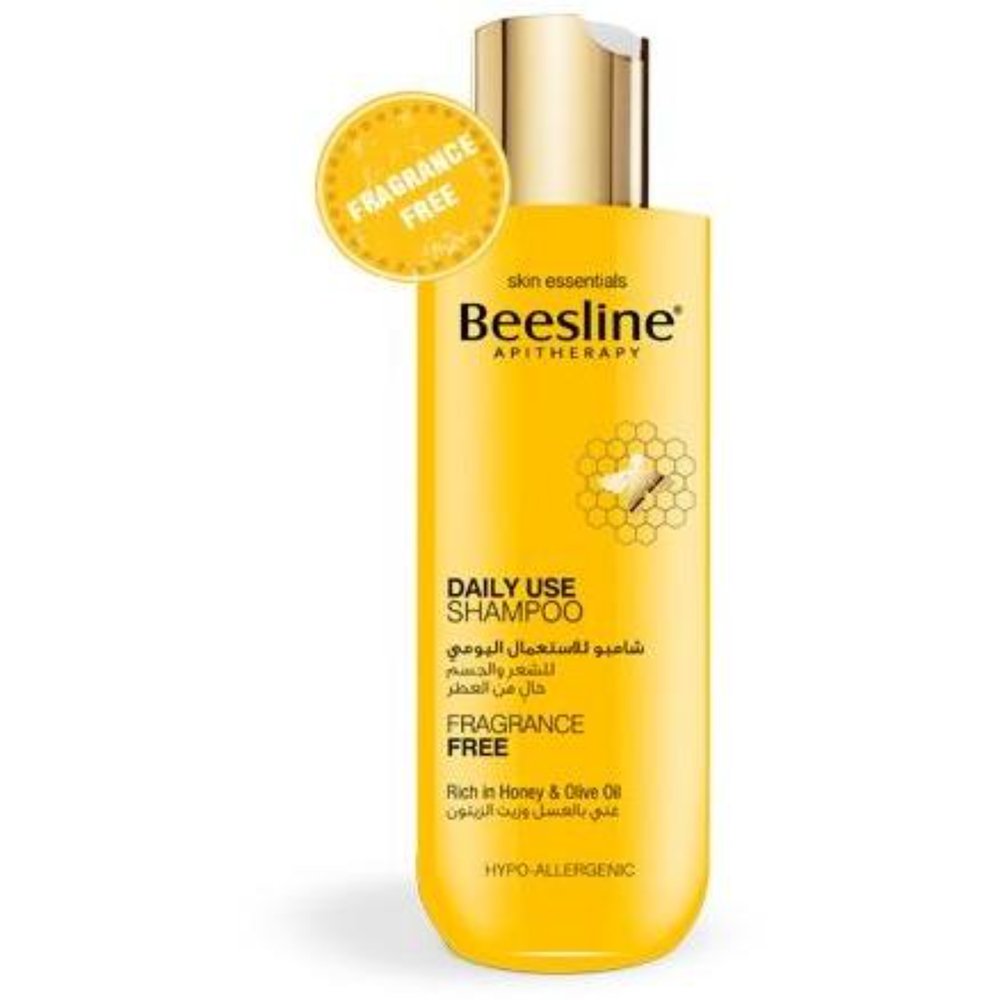 FRAGRANCE
FREE
skin essentials
Beesline®
APITHERAPY
DAILY USE
SHAMPOO
شامبو للاستعمال اليومي
للشعر والجسم
خالٍ من العطر
FRAGRANCE
FREE
Rich in Honey & Olive Oil
غني بالعسل وزيت الزيتون
HYPO-ALLERGENIC